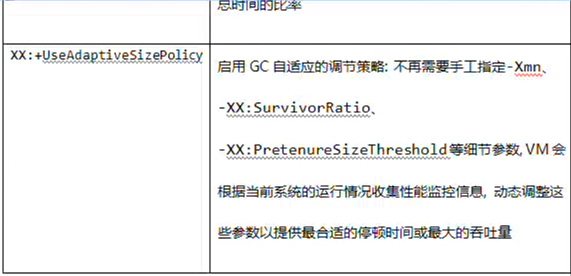 总时间的比率
XX:+UseAdaptiveSizePolicy
启用 GC 自适应的调节策略: 不再需要手工指定-Xmn、
-XX:SurvivorRatio、
-XX:PretenureSizeThreshold等细节参数, VM 会
根据当前系统的运行情况收集性能监控信息, 动态调整这
些参数以提供最合适的停顿时间或最大的吞吐量